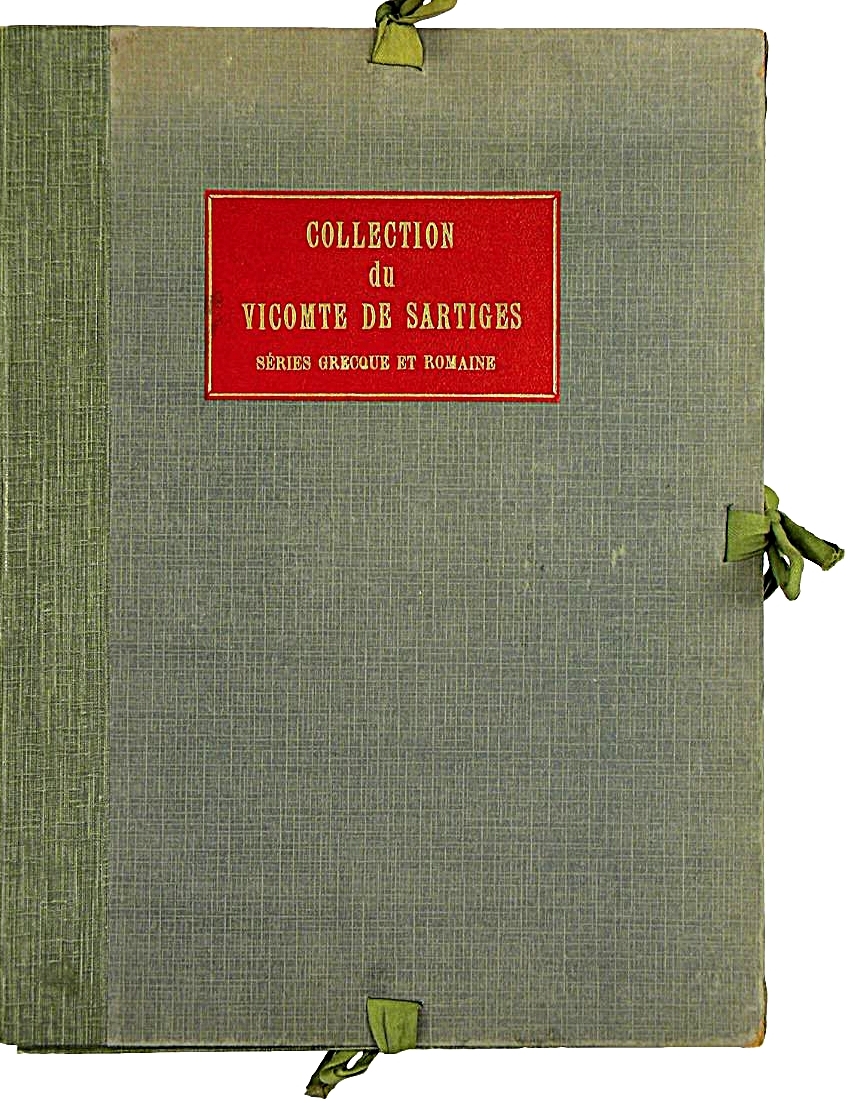 COLLECTION
du
VICOMTE DE SARTIGES
SÉRIES GRECQUE ET ROMAINE